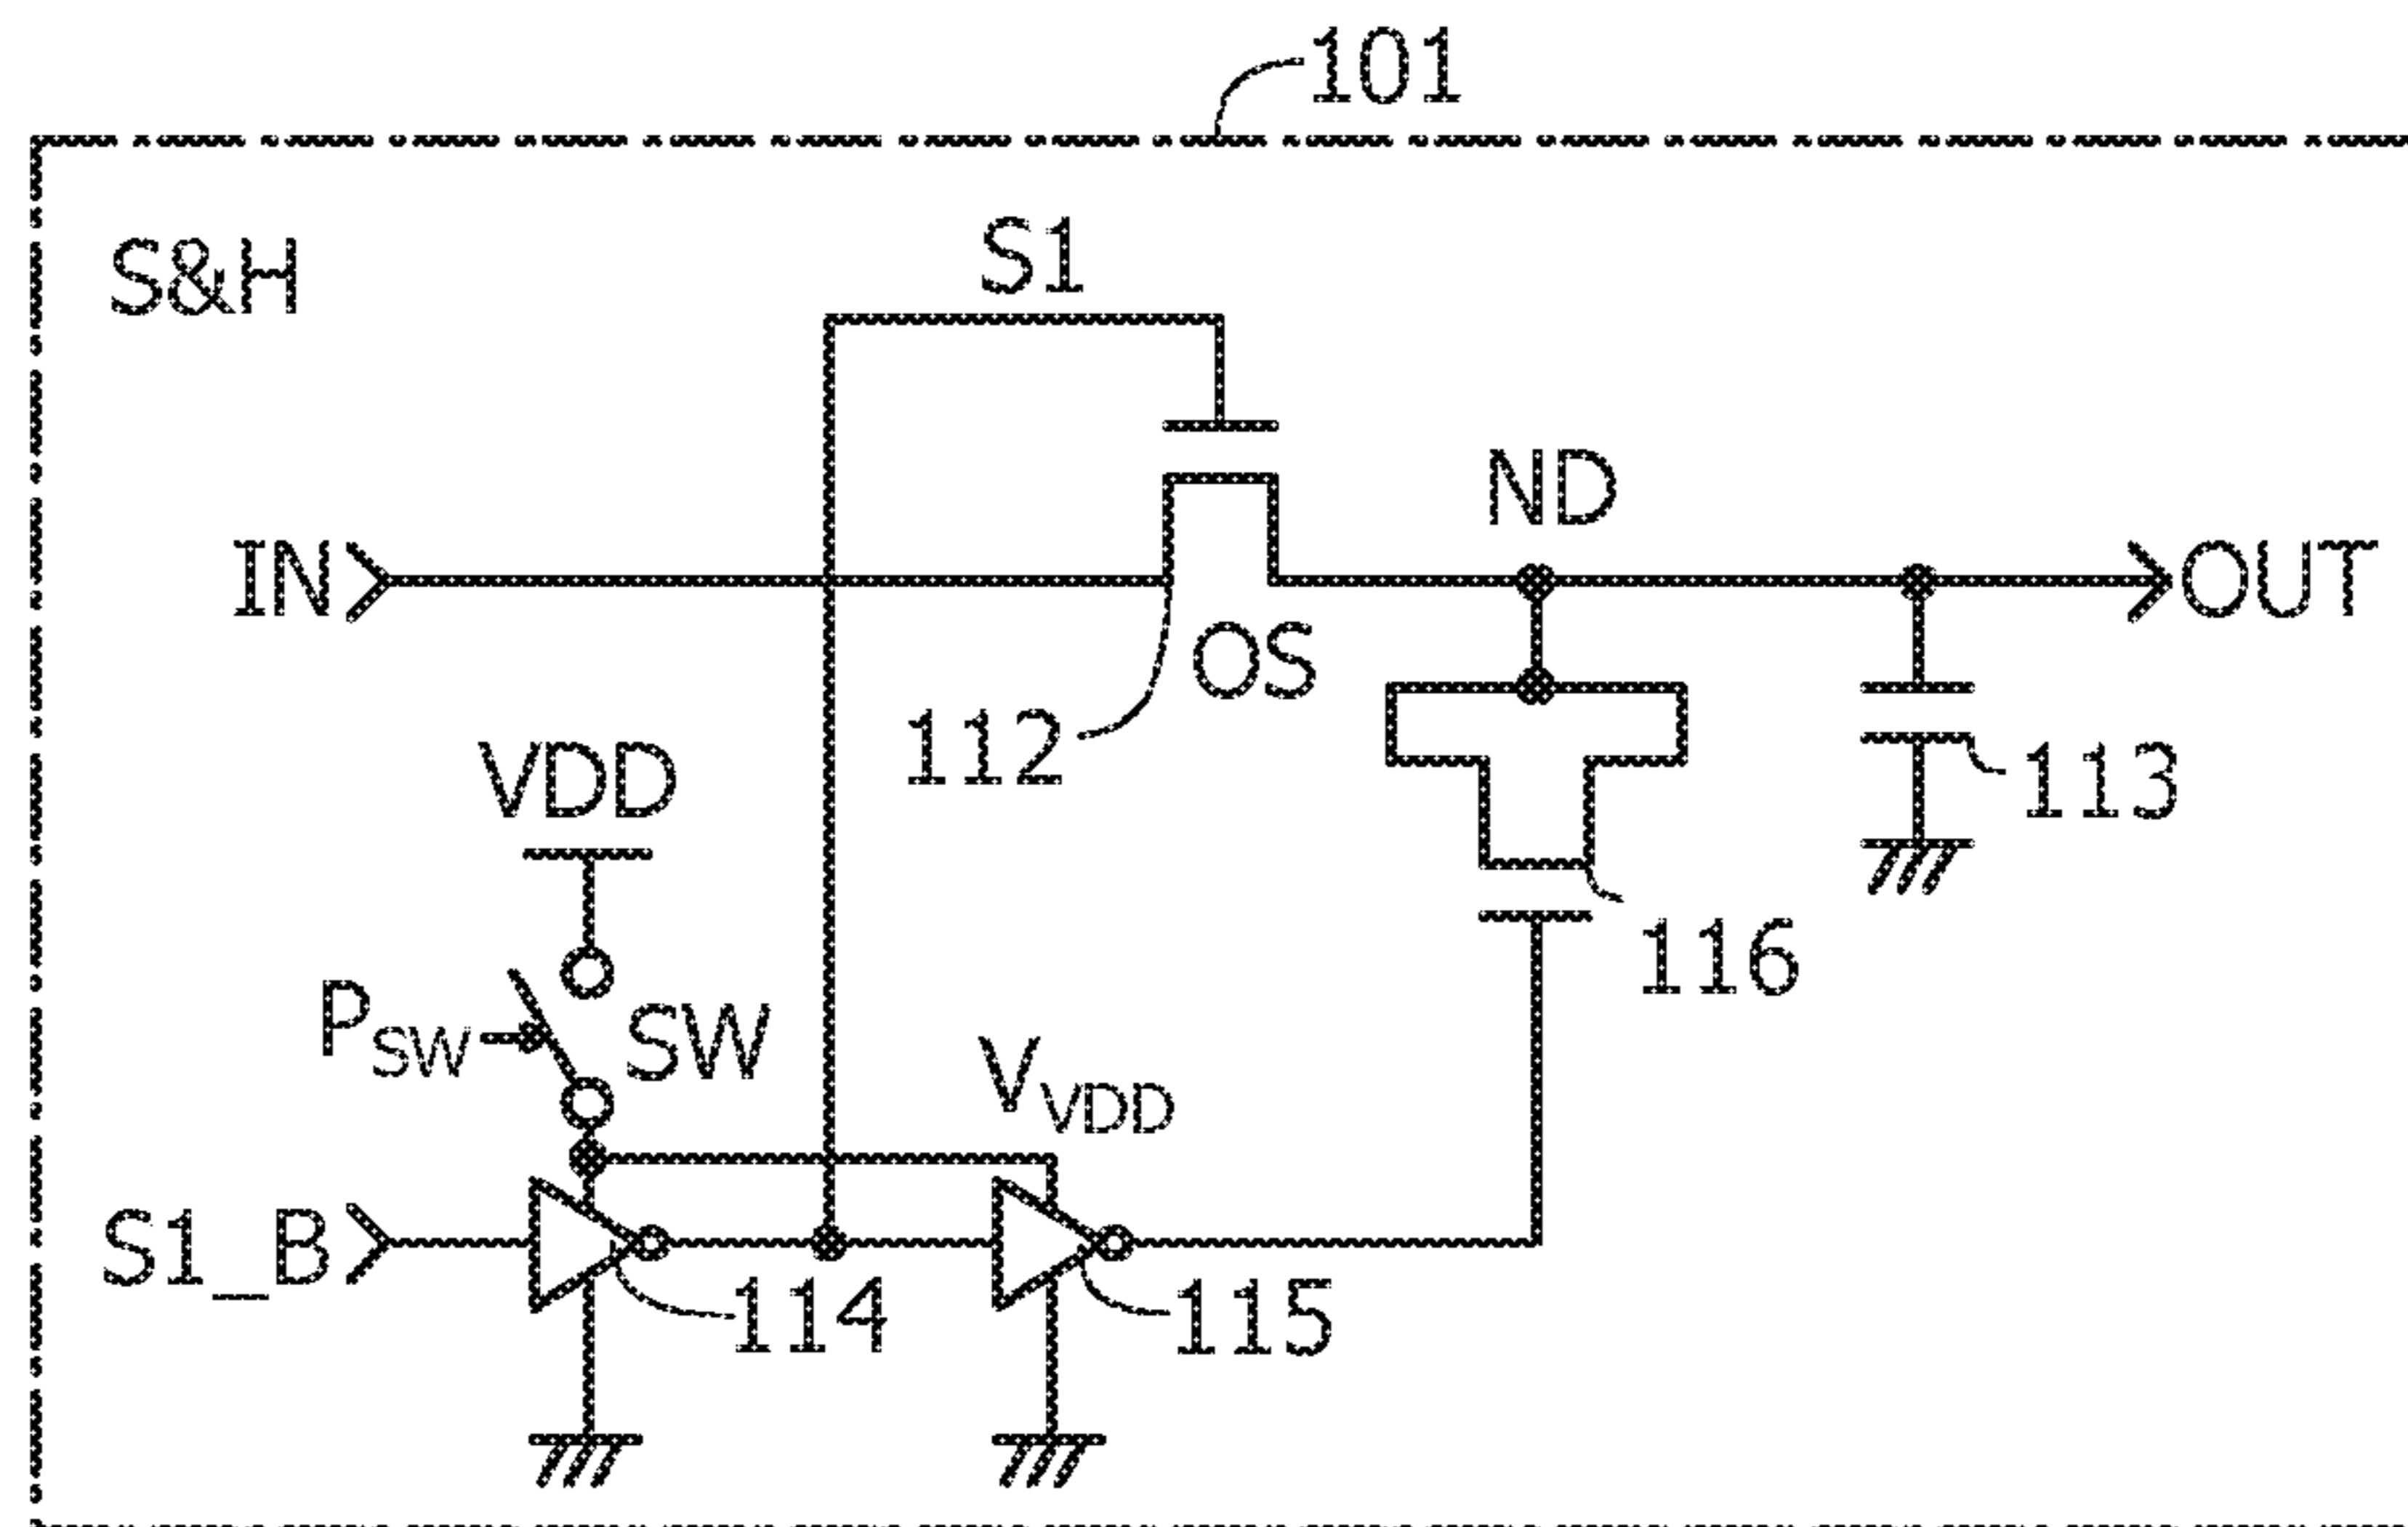 101
S&H
S1
ND
IN
OUT
OS
112
113
VDD
116
PSW
SW
VVDD
S1_B
114
115